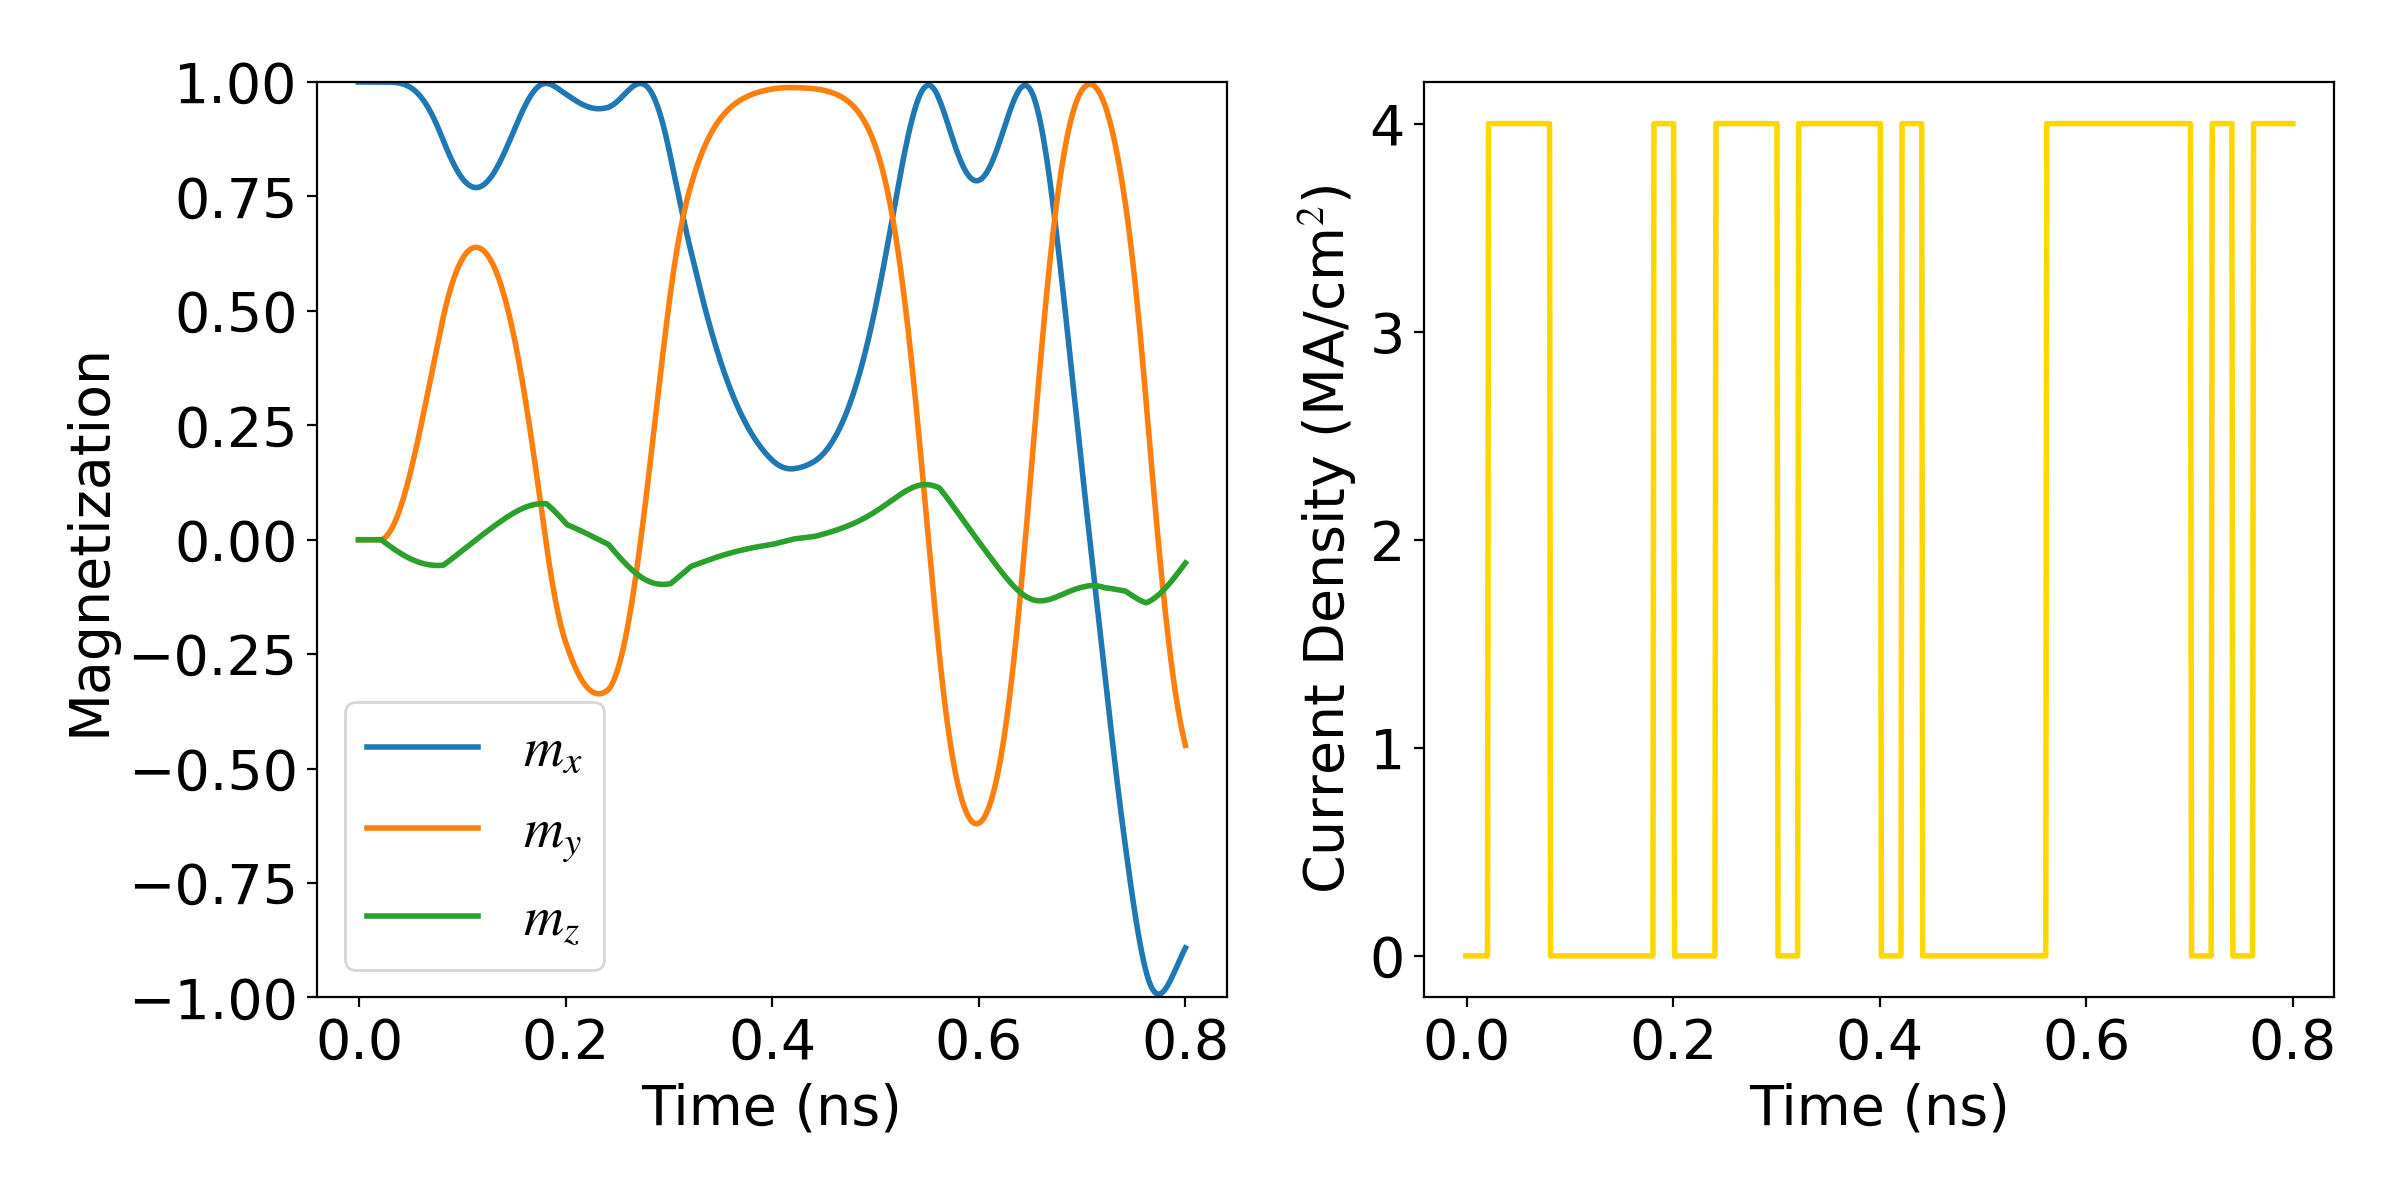 Magnetization
1.00
0.75
0.50
0.25
0.00
−0.25
−0.50
−0.75
−1.00
m_x
m_y
m_z
0.0 0.2 0.4 0.6 0.8
Time (ns)
Current Density (MA/cm²)
4
3
2
1
0
0.0 0.2 0.4 0.6 0.8
Time (ns)